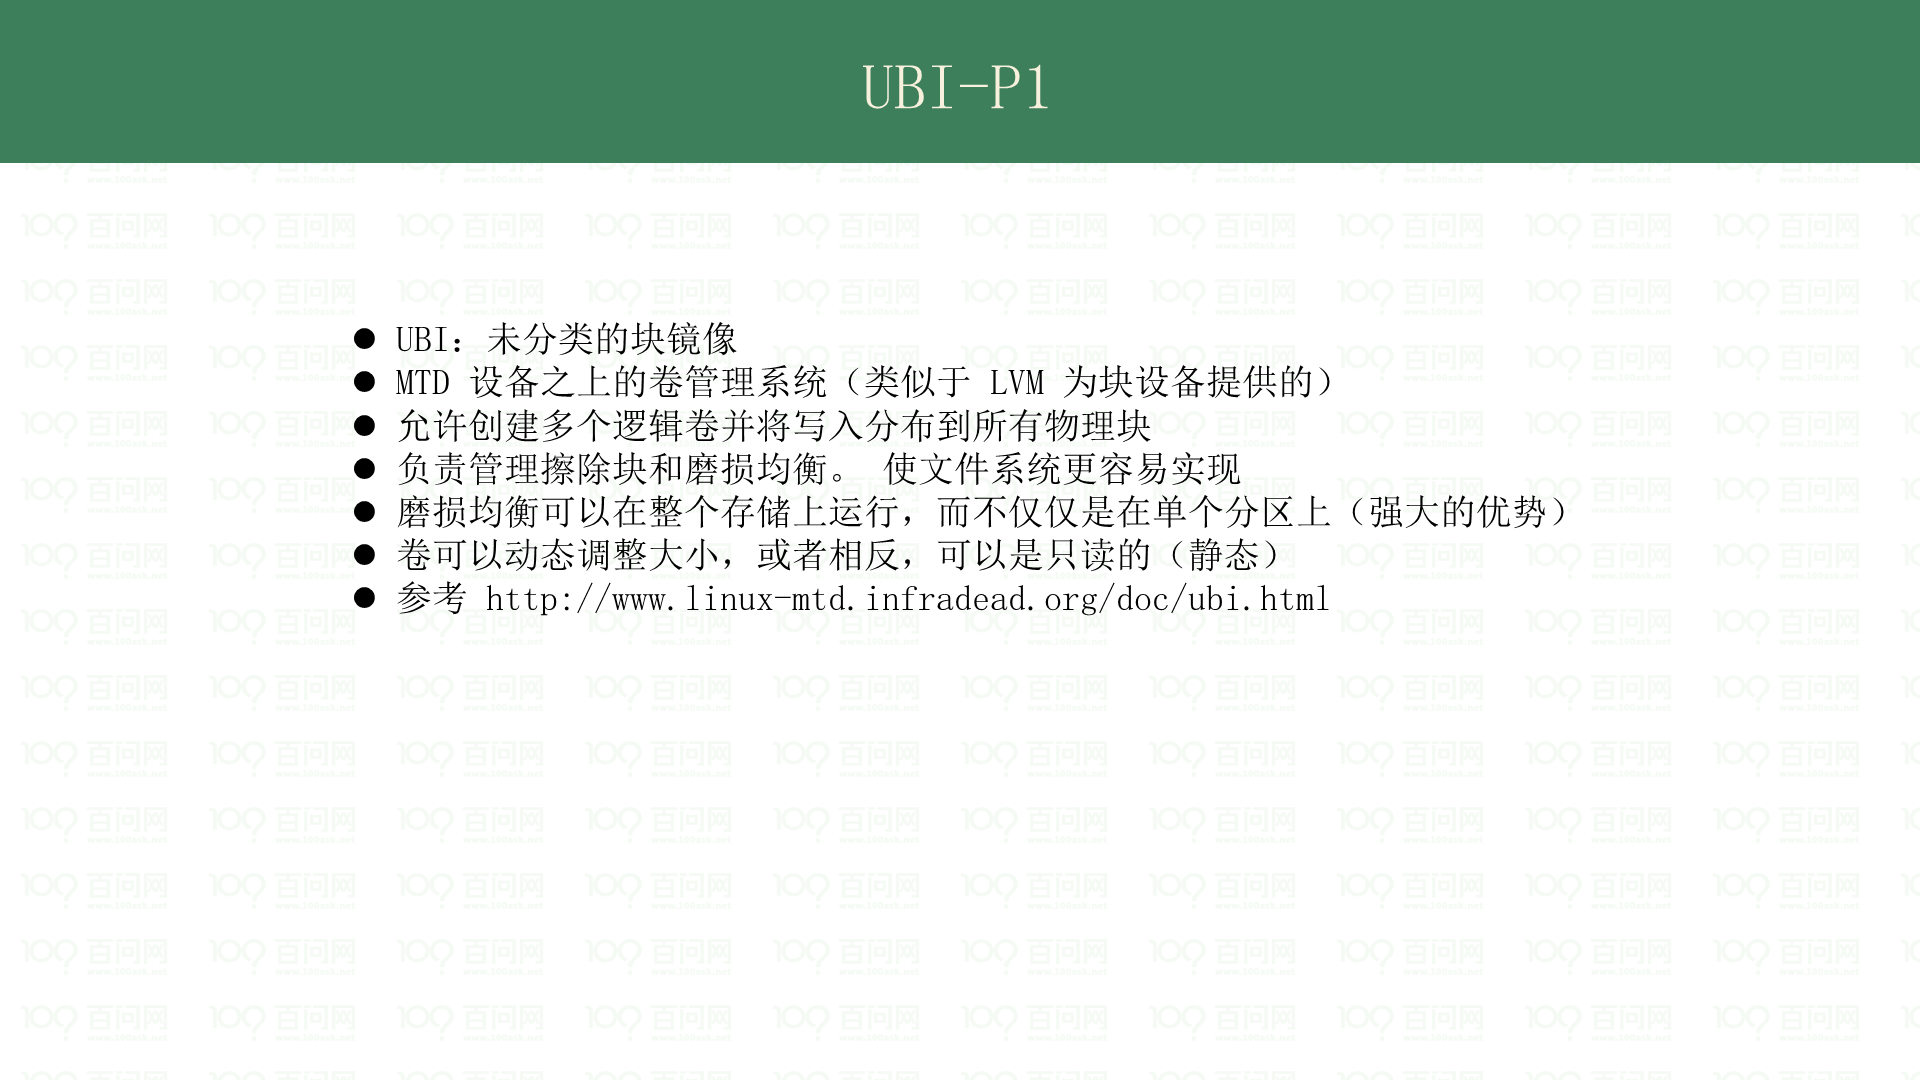 UBI-P1
● UBI：未分类的块镜像
● MTD 设备之上的卷管理系统（类似于 LVM 为块设备提供的）
● 允许创建多个逻辑卷并将写入分布到所有物理块
● 负责管理擦除块和磨损均衡。 使文件系统更容易实现
● 磨损均衡可以在整个存储上运行，而不仅仅是在单个分区上（强大的优势）
● 卷可以动态调整大小，或者相反，可以是只读的（静态）
● 参考 http://www.linux-mtd.infradead.org/doc/ubi.html
百问网
www.100ask.net